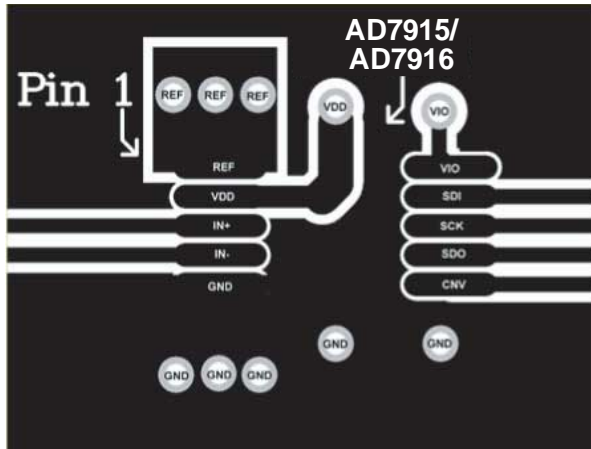 AD7915/
AD7916
Pin 1
REF REF REF
VDD
VIO
REF
VDD
IN+
IN-
GND
VIO
SDI
SCK
SDO
CNV
GND
GND
GND GND GND